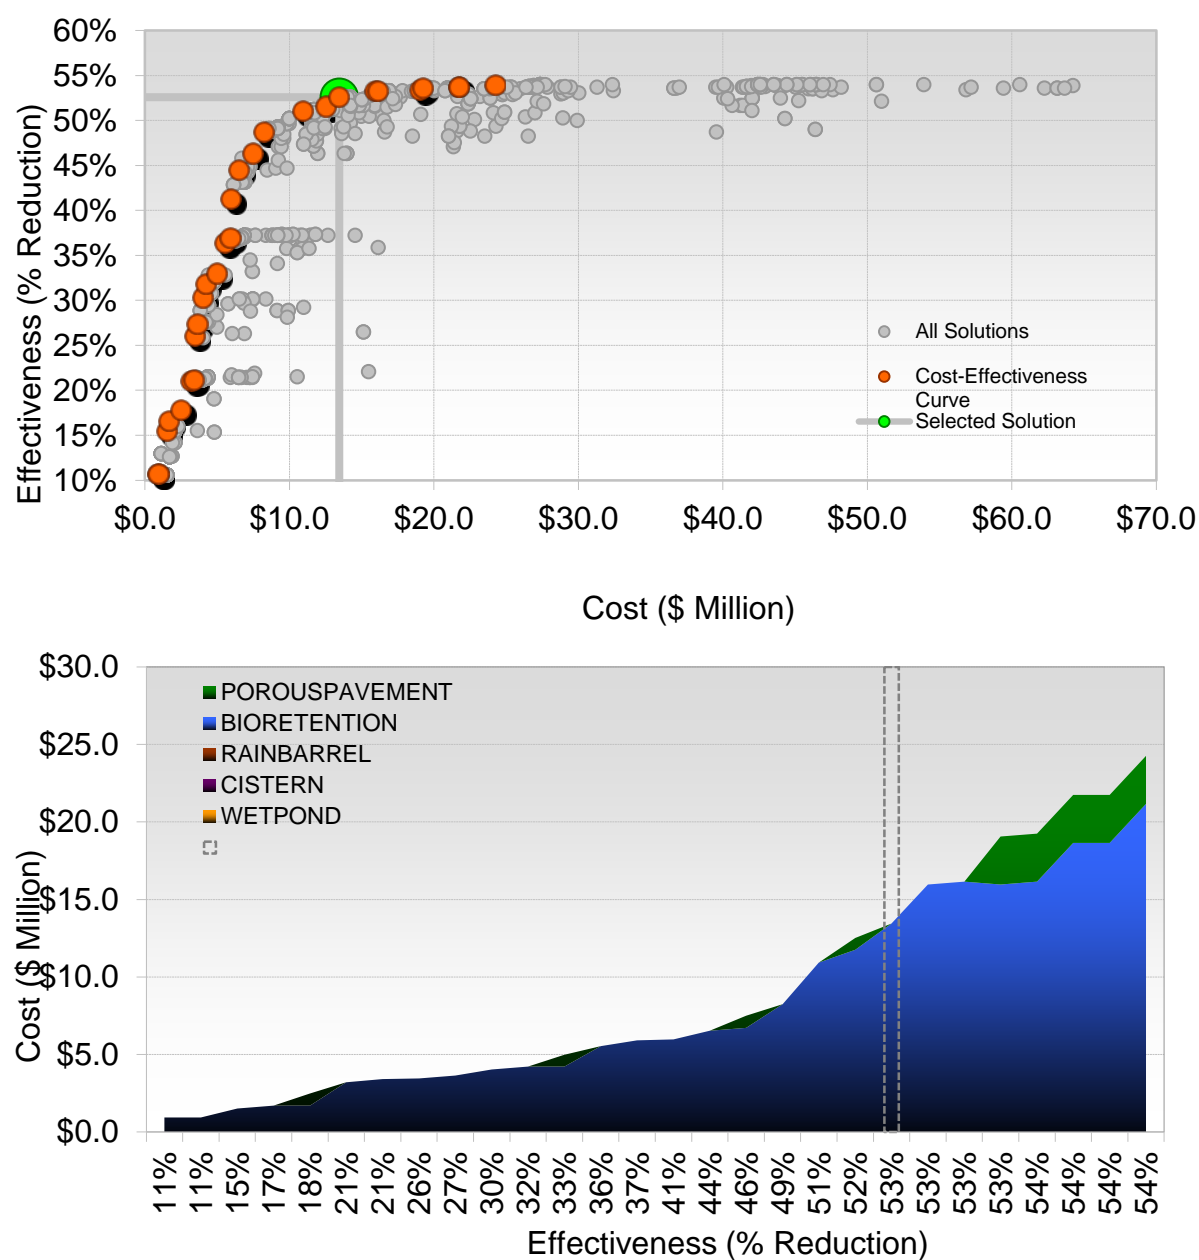 60%
55%
50%
45%
40%
35%
30%
25%
20%
15%
10%
Effectiveness (% Reduction)
All Solutions
Cost-Effectiveness
Curve
Selected Solution
$0.0 $10.0 $20.0 $30.0 $40.0 $50.0 $60.0 $70.0
Cost ($ Million)
$30.0
$25.0
$20.0
$15.0
$10.0
$5.0
$0.0
Cost ($ Million)
POROUSPAVEMENT
BIORETENTION
RAINBARREL
CISTERN
WETPOND
11% 11% 15% 17% 18% 21% 21% 26% 27% 30% 32% 33% 36% 37% 41% 44% 46% 49% 51% 52% 53% 53% 53% 53% 54% 54% 54% 54%
Effectiveness (% Reduction)